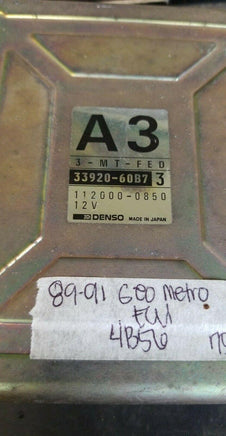 A3
3-MT-FED
33920-60B7 3
112000-0850
12V
DENSO MADE IN JAPAN
89-91 GEO Metro
ECU
4B56